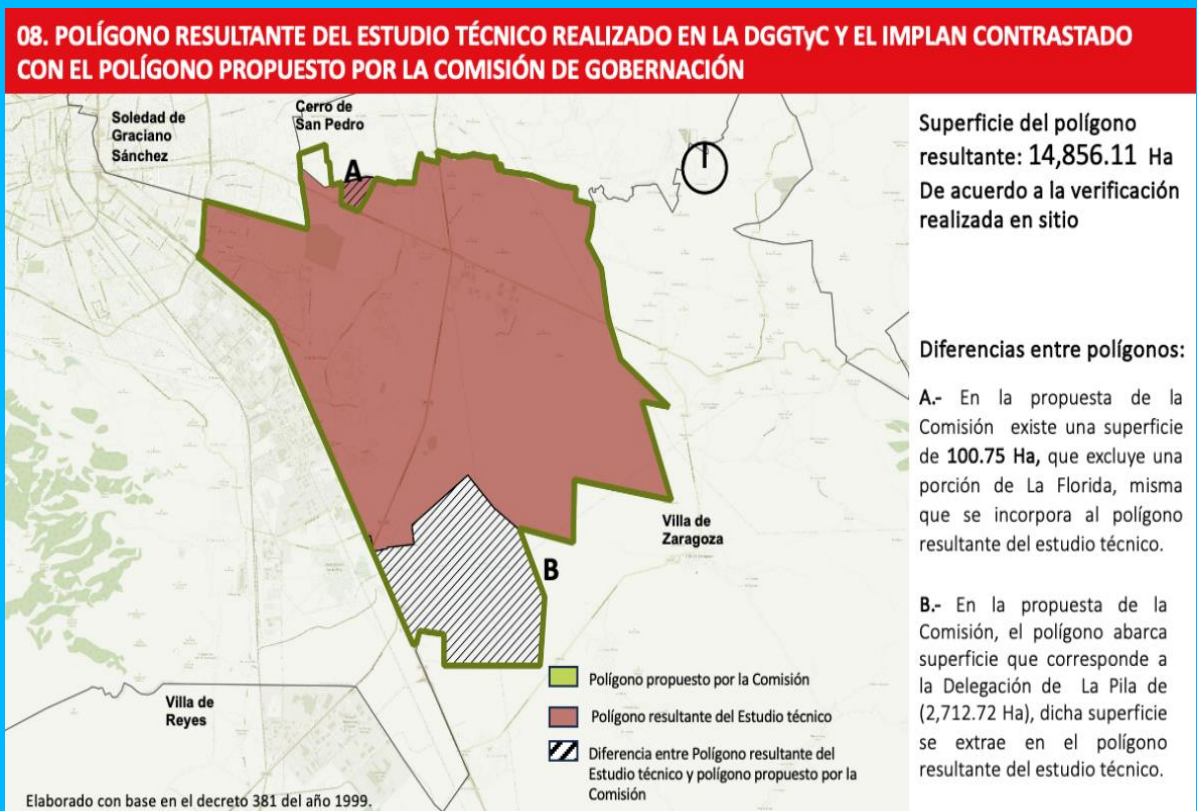 08. POLÍGONO RESULTANTE DEL ESTUDIO TÉCNICO REALIZADO EN LA DGGTyC Y EL IMPLAN CONTRASTADO
CON EL POLÍGONO PROPUESTO POR LA COMISIÓN DE GOBERNACIÓN
Soledad de
Graciano
Sánchez
Cerro de
San Pedro
A
Villa de
Zaragoza
B
Villa de
Reyes
Polígono propuesto por la Comisión
Polígono resultante del Estudio técnico
Diferencia entre Polígono resultante del
Estudio técnico y polígono propuesto por la
Comisión
Elaborado con base en el decreto 381 del año 1999.
Superficie del polígono
resultante: 14,856.11 Ha
De acuerdo a la verificación
realizada en sitio
Diferencias entre polígonos:
A.- En la propuesta de la
Comisión existe una superficie
de 100.75 Ha, que excluye una
porción de La Florida, misma
que se incorpora al polígono
resultante del estudio técnico.
B.- En la propuesta de la
Comisión, el polígono abarca
superficie que corresponde a
la Delegación de La Pila de
(2,712.72 Ha), dicha superficie
se extrae en el polígono
resultante del estudio técnico.